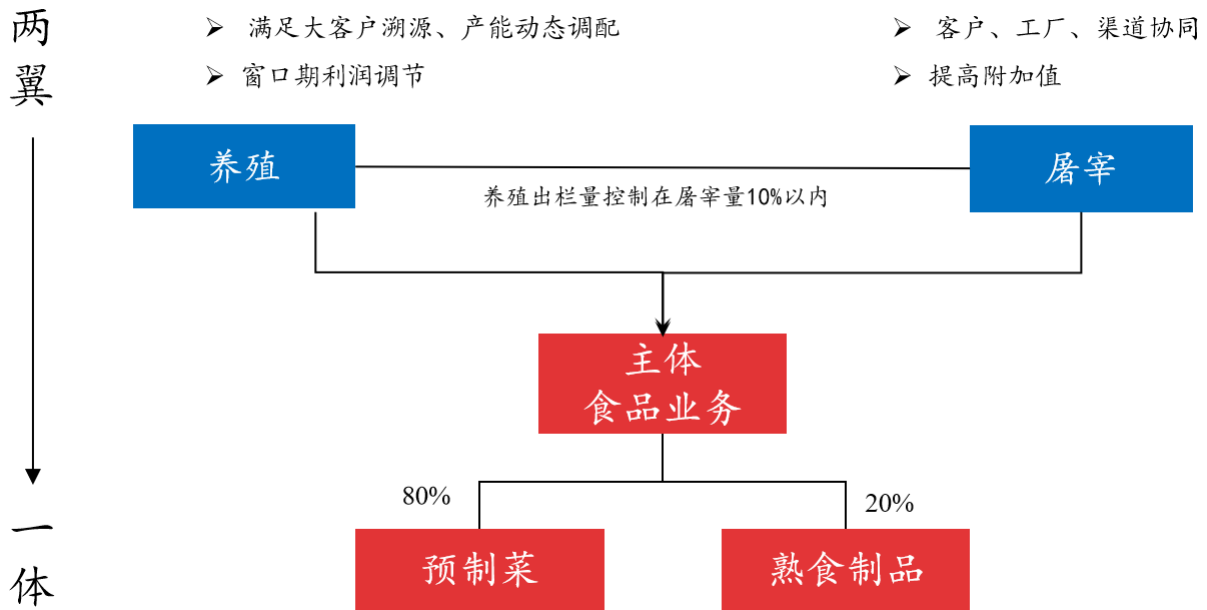 两翼
➢ 满足大客户溯源、产能动态调配
➢ 窗口期利润调节
➢ 客户、工厂、渠道协同
➢ 提高附加值
养殖
屠宰
养殖出栏量控制在屠宰量10%以内
主体
食品业务
80%
20%
预制菜
熟食制品
一体